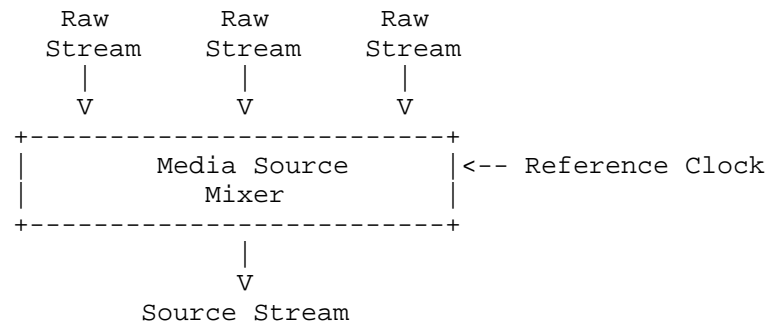 Raw Raw Raw
Stream Stream Stream
| | |
V V V
+--------------------------+
| Media Source |<-- Reference Clock
| Mixer |
+--------------------------+
|
V
Source Stream